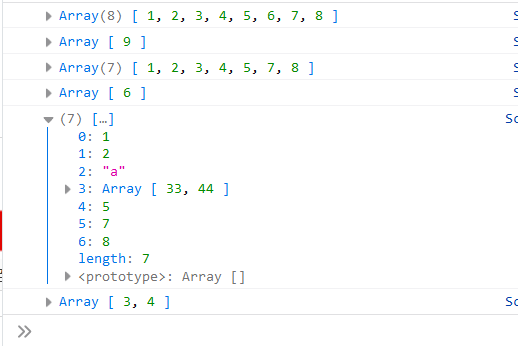 Array(8) [ 1, 2, 3, 4, 5, 6, 7, 8 ]
Array [ 9 ]
Array(7) [ 1, 2, 3, 4, 5, 7, 8 ]
Array [ 6 ]
(7) […]
0: 1
1: 2
2: "a"
3: Array [ 33, 44 ]
4: 5
5: 7
6: 8
length: 7
<prototype>: Array []
Array [ 3, 4 ]